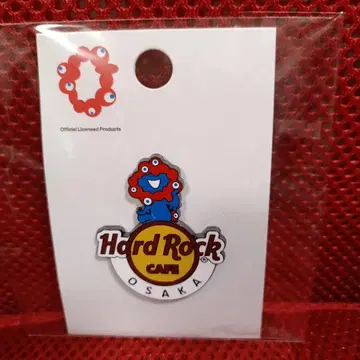 Official Licensed Products
Hard Rock
®
CAFE
OSAKA